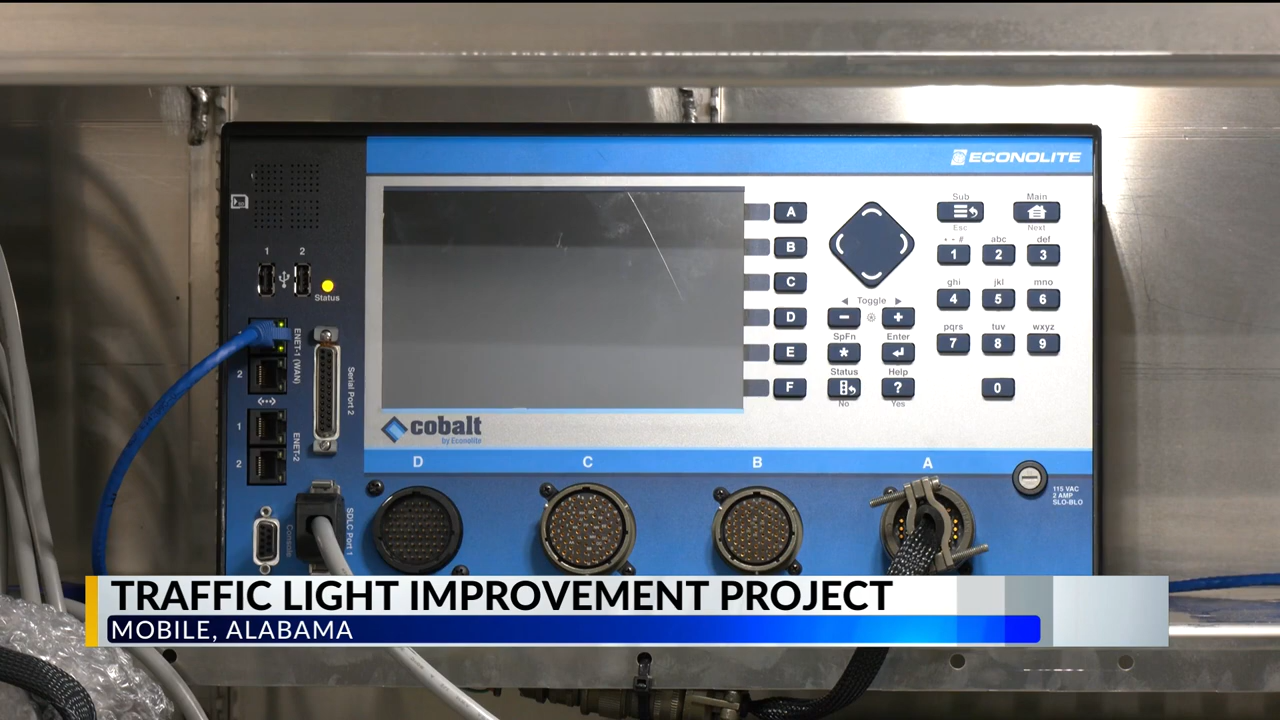 ECONOLITE
Sub
Main
Esc
Next
A
B
C
D
E
F
- - #
abc
def
1
2
3
ghi
jkl
mno
4
5
6
pqrs
tuv
wxyz
7
8
9
0
Toggle
- +
SpFn
Enter
*
Status
Help
?
No
Yes
1 2
Status
ENET-1 (WAN)
2
1
ENET-2
2
Serial Port 2
cobalt
by Econolite
D C B A
115 VAC
2 AMP
SLO-BLO
Console
SDLC Port 1
TRAFFIC LIGHT IMPROVEMENT PROJECT
MOBILE, ALABAMA